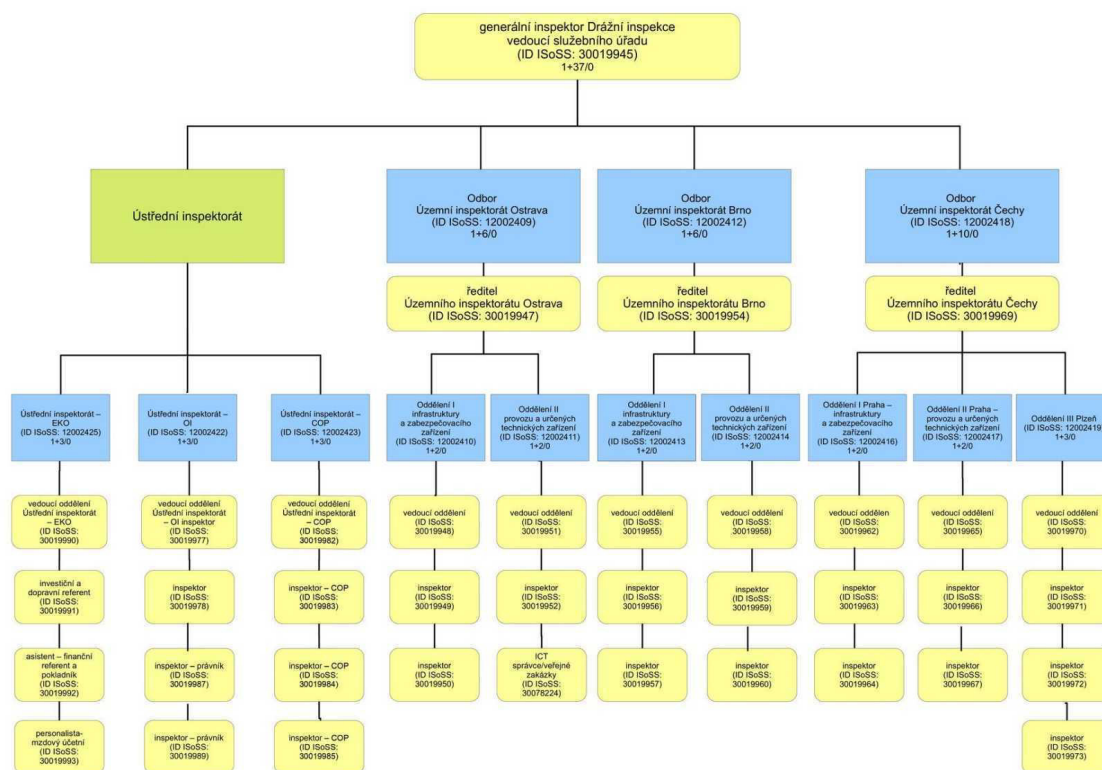 generální inspektor Drážní inspekce
vedoucí služebního úřadu
(ID ISoSS: 30019945)
1+37/0
Ústřední inspektorát
Odbor
Územní inspektorát Ostrava
(ID ISoSS: 12002409)
1+6/0
Odbor
Územní inspektorát Brno
(ID ISoSS: 12002412)
1+6/0
Odbor
Územní inspektorát Čechy
(ID ISoSS: 12002418)
1+10/0
ředitel
Územního inspektorátu Ostrava
(ID ISoSS: 30019947)
ředitel
Územního inspektorátu Brno
(ID ISoSS: 30019954)
ředitel
Územního inspektorátu Čechy
(ID ISoSS: 30019969)
Ústřední inspektorát –
EKO
(ID ISoSS: 12002425)
1+3/0
Ústřední inspektorát –
OI
(ID ISoSS: 12002422)
1+3/0
Ústřední inspektorát –
COP
(ID ISoSS: 12002423)
1+3/0
Oddělení I
infrastruktury
a zabezpečovacího
zařízení
(ID ISoSS: 12002410)
1+2/0
Oddělení II
provozu a určených
technických zařízení
(ID ISoSS: 12002411)
1+2/0
Oddělení I
infrastruktury
a zabezpečovacího
zařízení
(ID ISoSS: 12002413
1+2/0
Oddělení II
provozu a určených
technických zařízení
(ID ISoSS: 12002414
1+2/0
Oddělení I Praha –
infrastruktury
a zabezpečovacího
zařízení
(ID ISoSS: 12002416)
1+2/0
Oddělení II Praha –
provozu a určených
technických zařízení
(ID ISoSS: 12002417)
1+2/0
Oddělení III Plzeň
(ID ISoSS: 12002419)
1+3/0
vedoucí oddělení
Ústřední inspektorát
– EKO
(ID ISoSS:
30019990)
vedoucí oddělení
Ústřední inspektorát
– OI inspektor
(ID ISoSS:
30019977)
vedoucí oddělení
Ústřední inspektorát
– COP
(ID ISoSS:
30019982)
vedoucí oddělení
(ID ISoSS:
30019948)
vedoucí oddělení
(ID ISoSS:
30019951)
vedoucí oddělení
(ID ISoSS:
30019955)
vedoucí oddělení
(ID ISoSS:
30019958)
vedoucí oddělen
(ID ISoSS:
30019962)
vedoucí oddělení
(ID ISoSS:
30019965)
vedoucí oddělení
(ID ISoSS:
30019970)
investiční a
dopravní referent
(ID ISoSS:
30019991)
inspektor
(ID ISoSS:
30019978)
inspektor – COP
(ID ISoSS:
30019983)
inspektor
(ID ISoSS:
30019949)
inspektor
(ID ISoSS:
30019952)
inspektor
(ID ISoSS:
30019956)
inspektor
(ID ISoSS:
30019959)
inspektor
(ID ISoSS:
30019963)
inspektor
(ID ISoSS:
30019966)
inspektor
(ID ISoSS:
30019971)
asistent – finanční
referent a
pokladník
(ID ISoSS:
30019992)
inspektor – právník
(ID ISoSS:
30019987)
inspektor – COP
(ID ISoSS:
30019984)
inspektor
(ID ISoSS:
30019950)
ICT
správce/veřejné
zakázky
(ID ISoSS:
30078224)
inspektor
(ID ISoSS:
30019957)
inspektor
(ID ISoSS:
30019960)
inspektor
(ID ISoSS:
30019964)
inspektor
(ID ISoSS:
30019967)
inspektor
(ID ISoSS:
30019972)
personalista-
mzdový účetní
(ID ISoSS:
30019993)
inspektor – právník
(ID ISoSS:
30019989)
inspektor – COP
(ID ISoSS:
30019985)
inspektor
(ID ISoSS:
30019973)